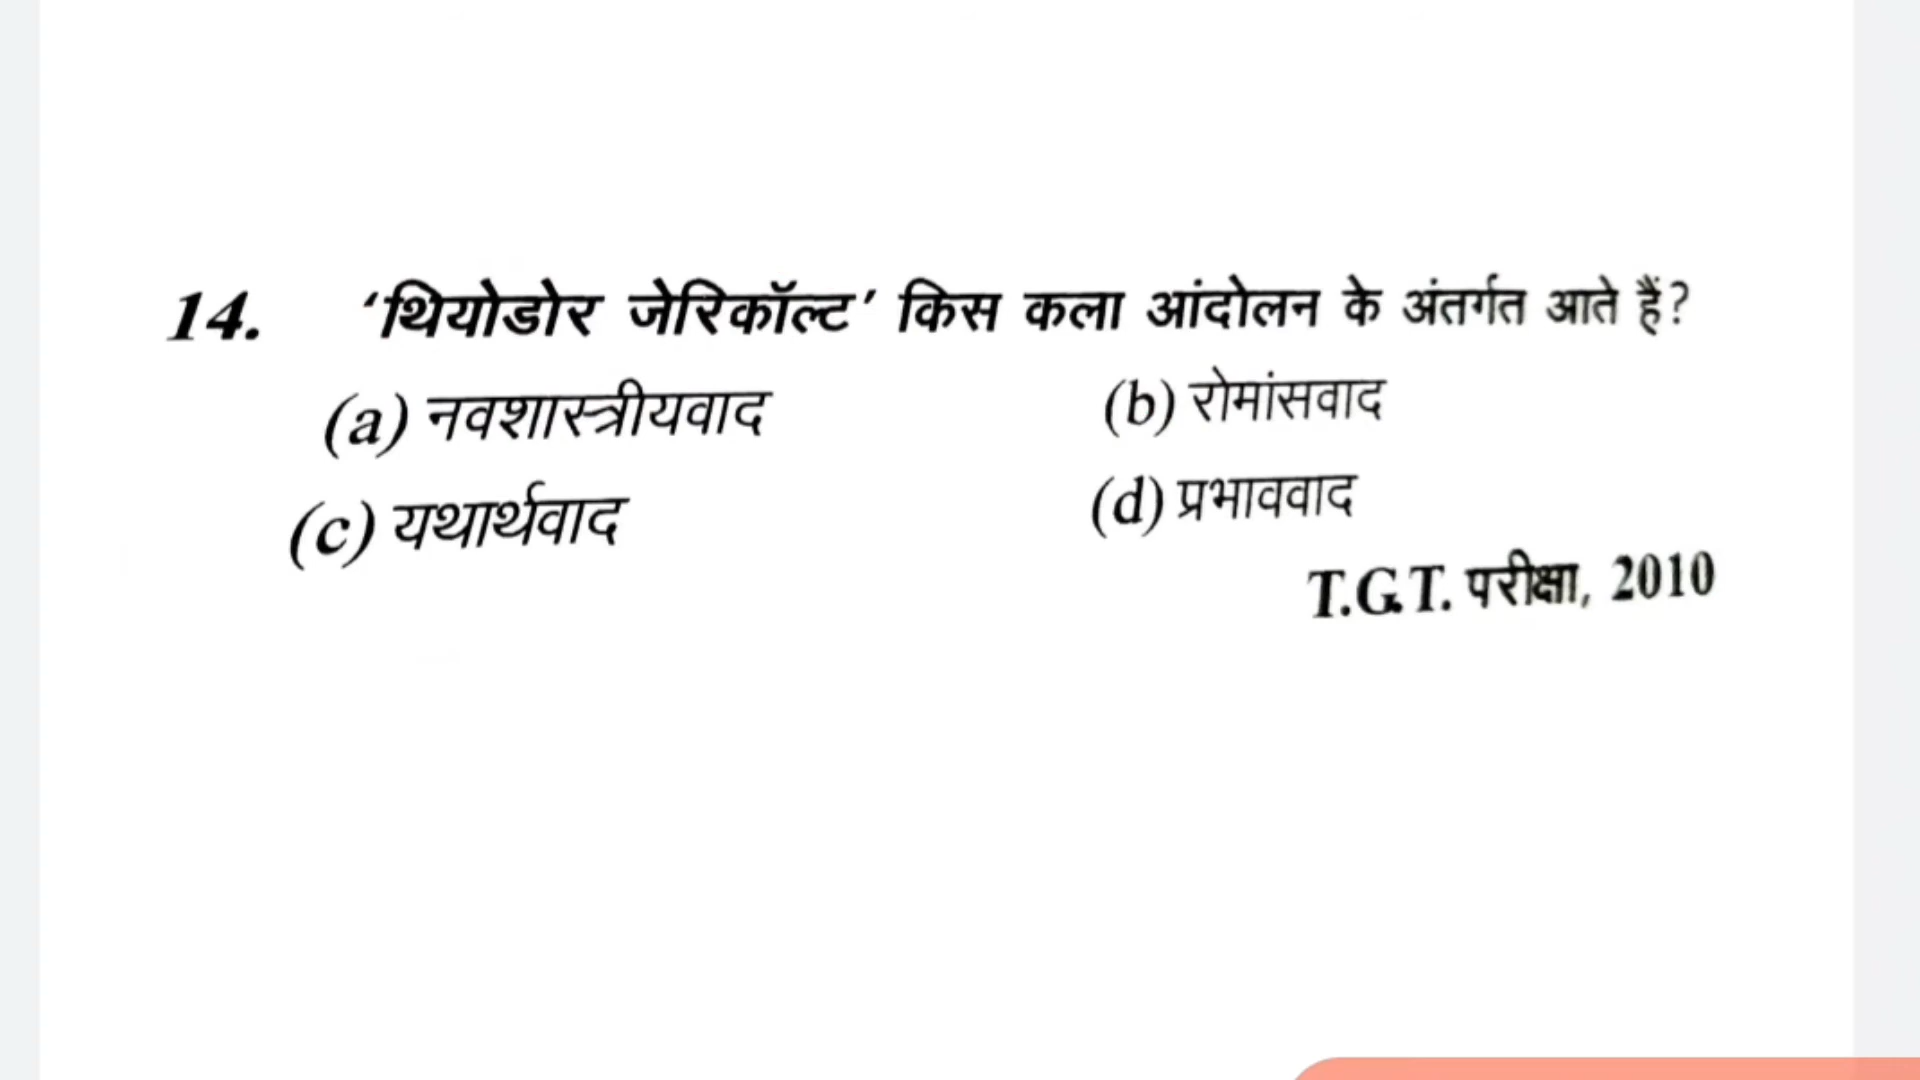 14. ‘थियोडोर जेरिकॉल्ट’ किस कला आंदोलन के अंतर्गत आते हैं?
(a) नवशास्त्रीयवाद (b) रोमांसवाद
(c) यथार्थवाद (d) प्रभाववाद
T.G.T. परीक्षा, 2010